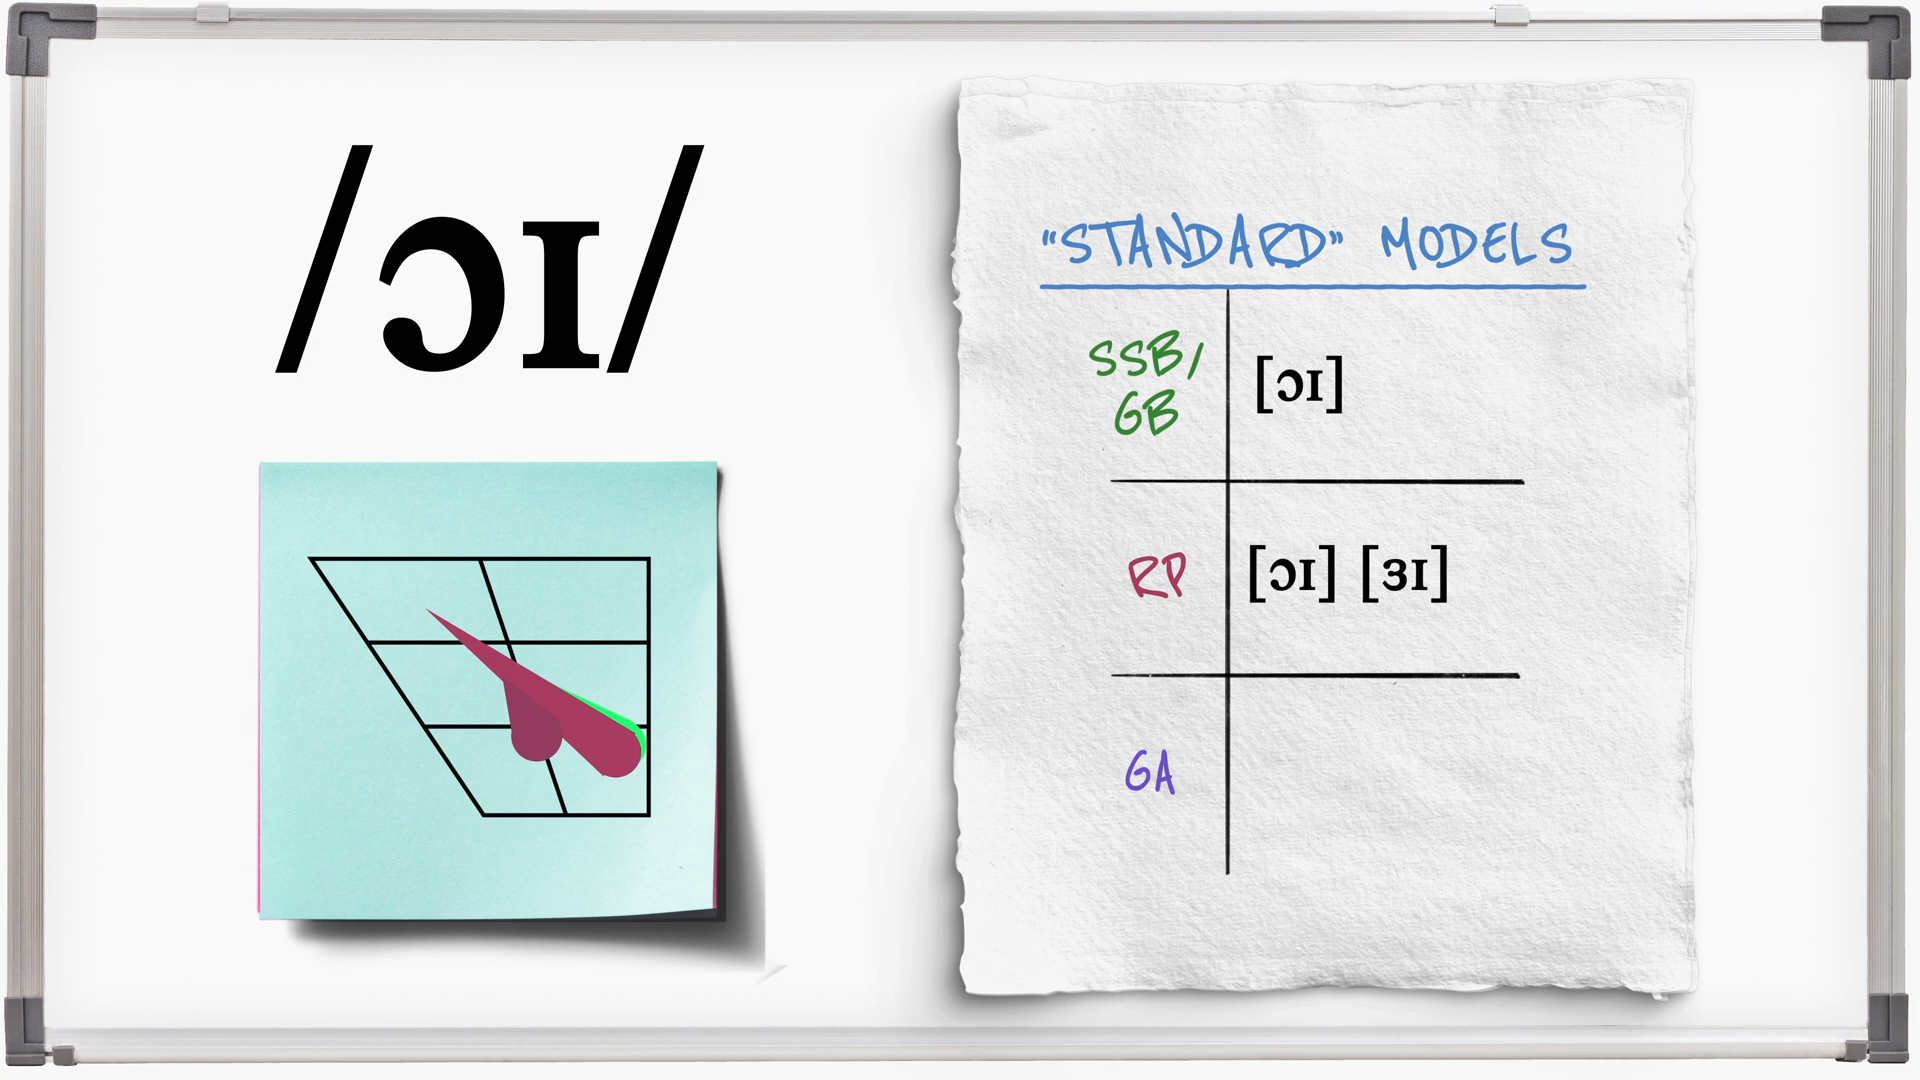 /ɔɪ/
"STANDARD" MODELS
SSB/
GB
[ɔɪ]
RP
[ɔɪ] [ɜɪ]
GA